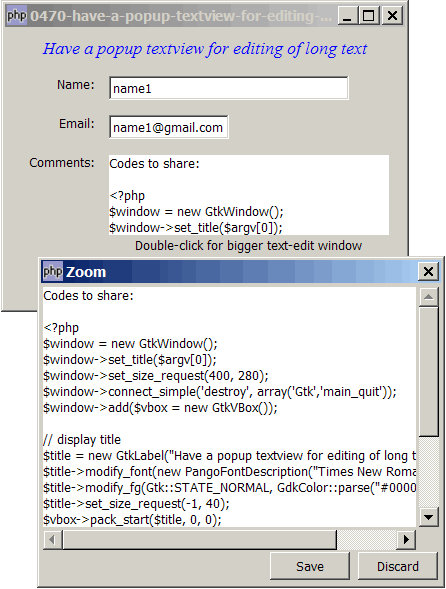 php 0470-have-a-popup-textview-for-editing-...
Have a popup textview for editing of long text
Name: name1
Email: name1@gmail.com
Comments: Codes to share:
<?php
$window = new GtkWindow();
$window->set_title($argv[0]);
Double-click for bigger text-edit window
php Zoom
Codes to share:
<?php
$window = new GtkWindow();
$window->set_title($argv[0]);
$window->set_size_request(400, 280);
$window->connect_simple('destroy', array('Gtk','main_quit'));
$window->add($vbox = new GtkVBox());
// display title
$title = new GtkLabel("Have a popup textview for editing of long t
$title->modify_font(new PangoFontDescription("Times New Roma
$title->modify_fg(Gtk::STATE_NORMAL, GdkColor::parse("#0000
$title->set_size_request(-1, 40);
$vbox->pack_start($title, 0, 0);
Save Discard